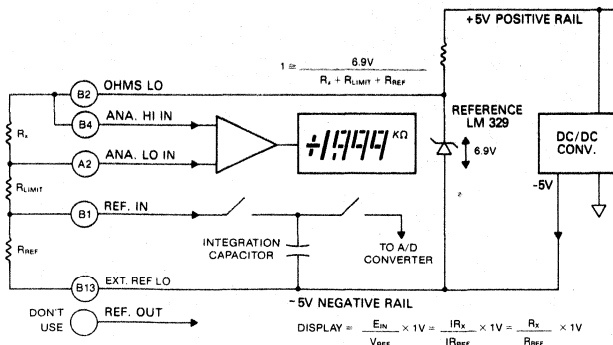 +5V POSITIVE RAIL
I ≅ 6.9V / Rx + RLIMIT + RREF
B2 OHMS LO
B4 ANA. HI IN
REFERENCE
LM 329
Rx
+1.999 KΩ
6.9V
DC/DC
CONV.
A2 ANA. LO IN
-5V
RLIMIT
B1 REF. IN
INTEGRATION
CAPACITOR
TO A/D
CONVERTER
RREF
B13 EXT. REF LO
-5V NEGATIVE RAIL
DON'T
USE
REF. OUT
DISPLAY = EIN / VREF × 1V = IRx / IRREF × 1V = Rx / RREF × 1V